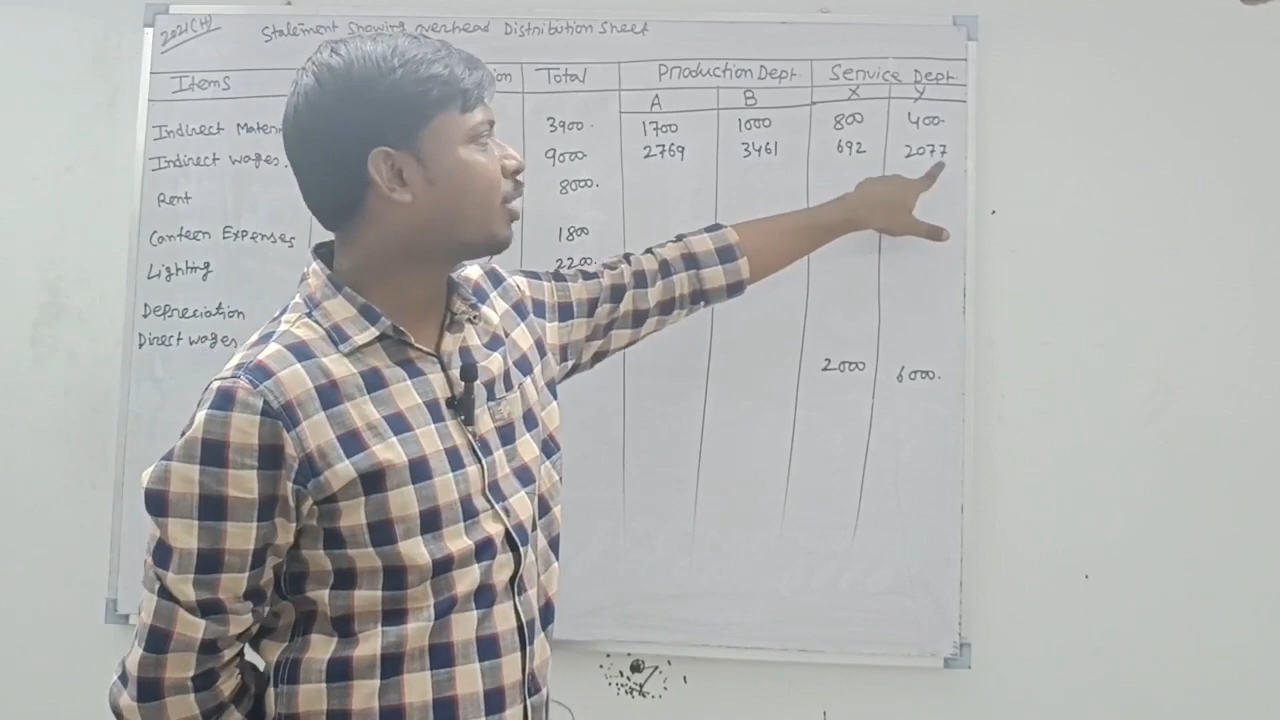 2021(H)
Statement Showing overhead Distribution Sheet
Items Total Production Dept. Service Dept.
A B X Y
Indirect 3900. 1700 1000 800 400.
Indirect wages. 9000 2769 3461 692 2077
Rent 8000.
Canteen Expenses 1800
Lighting 2200.
Depreciation
Direct wages.
2000 6000.